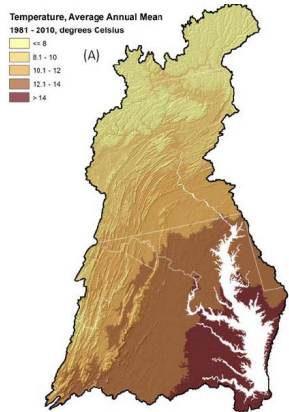 Temperature, Average Annual Mean
1981 - 2010, degrees Celsius
<= 8
8.1 - 10
10.1 - 12
12.1 - 14
> 14
(A)